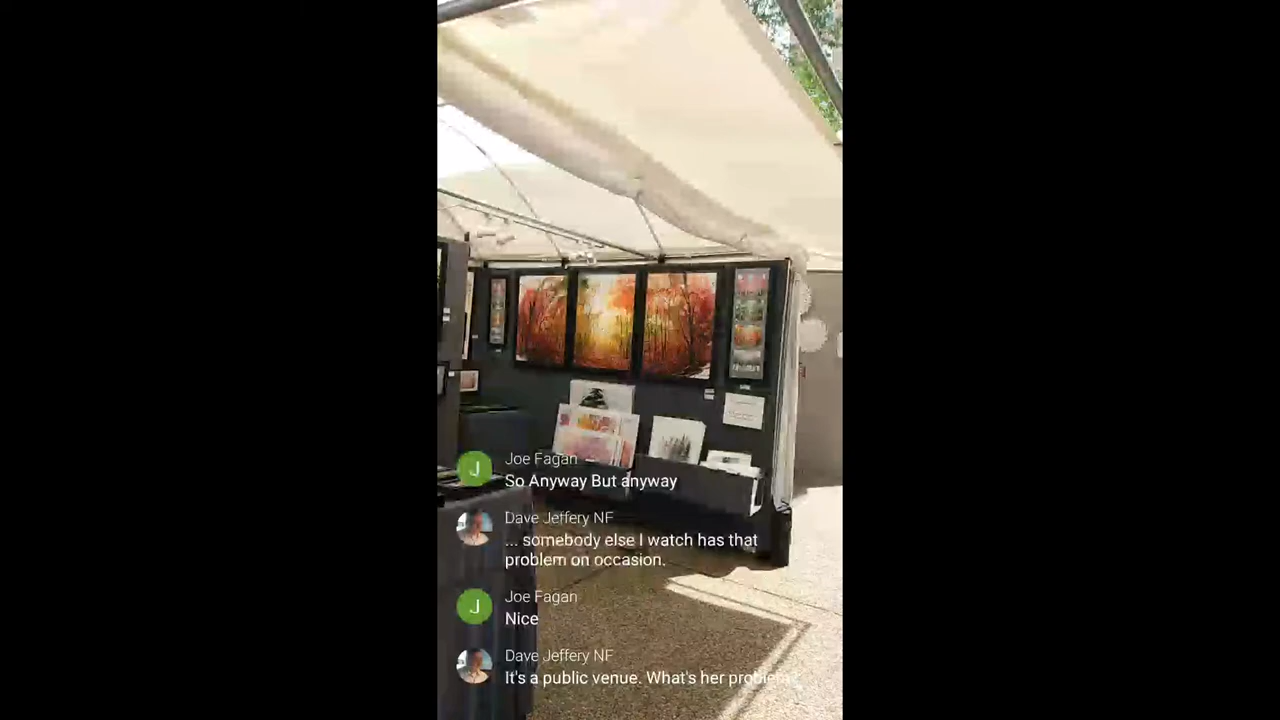 Joe Fagan
So Anyway But anyway
Dave Jeffery NF
... somebody else I watch has that
problem on occasion.
Joe Fagan
Nice
Dave Jeffery NF
It's a public venue. What's her problem?